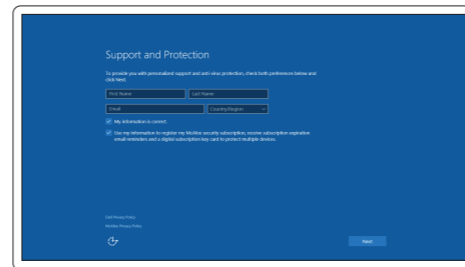 Support and Protection
To provide you with personalized support and anti-virus protection, check both preferences below and
click Next.
First Name
Last Name
Email
Country/Region
My information is correct.
Use my information to register my McAfee security subscription, receive subscription expiration
email reminders and a digital subscription key card to protect multiple devices.
Dell Privacy Policy
McAfee Privacy Policy
Next